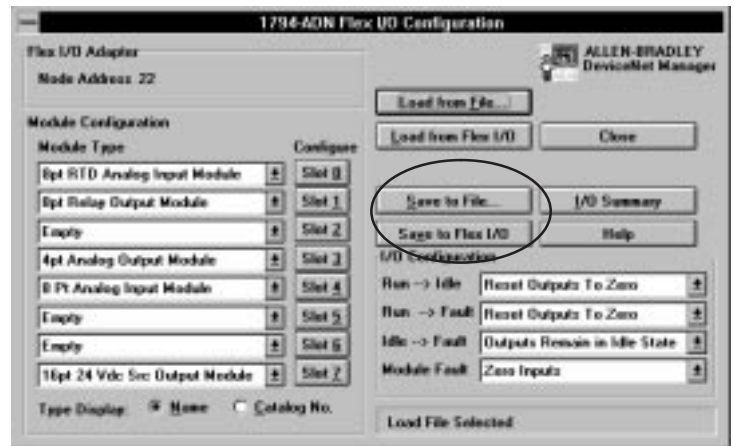 1794-ADN Flex I/O Configuration
Flex I/O Adapter
Node Address 22
ALLEN-BRADLEY
DeviceNet Manager
Load from File...
Load from Flex I/O
Close
Save to File...
I/O Summary
Save to Flex I/O
Help
Module Configuration
Module Type
Configure
8pt RTD Analog Input Module
Slot 0
8pt Relay Output Module
Slot 1
Empty
Slot 2
4pt Analog Output Module
Slot 3
8 Pt Analog Input Module
Slot 4
Empty
Slot 5
Empty
Slot 6
16pt 24 Vdc Src Output Module
Slot 7
Type Display:
Name
Catalog No.
I/O Configuration
Run --> Idle
Reset Outputs To Zero
Run --> Fault
Reset Outputs To Zero
Idle --> Fault
Outputs Remain in Idle State
Module Fault
Zero Inputs
Load File Selected